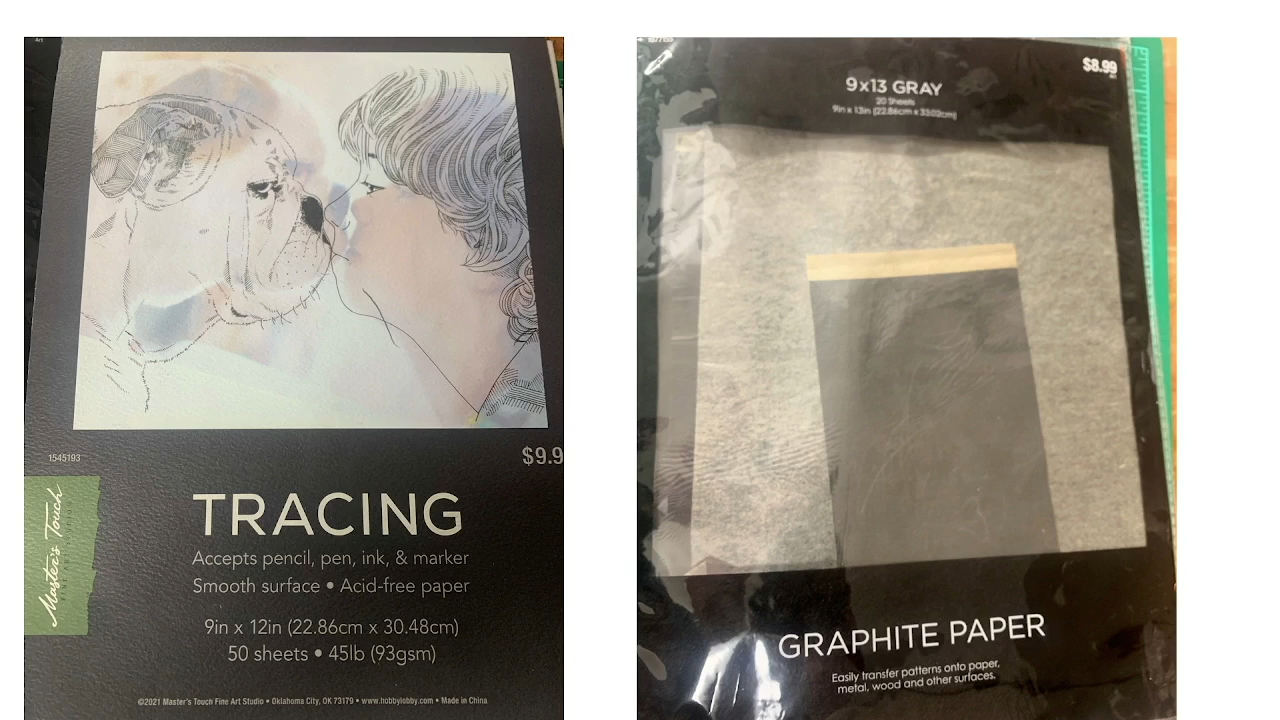 1545193
$9.9
Master's Touch
TRACING
Accepts pencil, pen, ink, & marker
Smooth surface • Acid-free paper
9in x 12in (22.86cm x 30.48cm)
50 sheets • 45lb (93gsm)
©2021 Master's Touch Fine Art Studio • Oklahoma City, OK 73179 • www.hobbylobby.com • Made in China
$8.99
9x13 GRAY
20 Sheets
9in x 13in (22.86cm x 33.02cm)
GRAPHITE PAPER
Easily transfer patterns onto paper,
metal, wood and other surfaces.